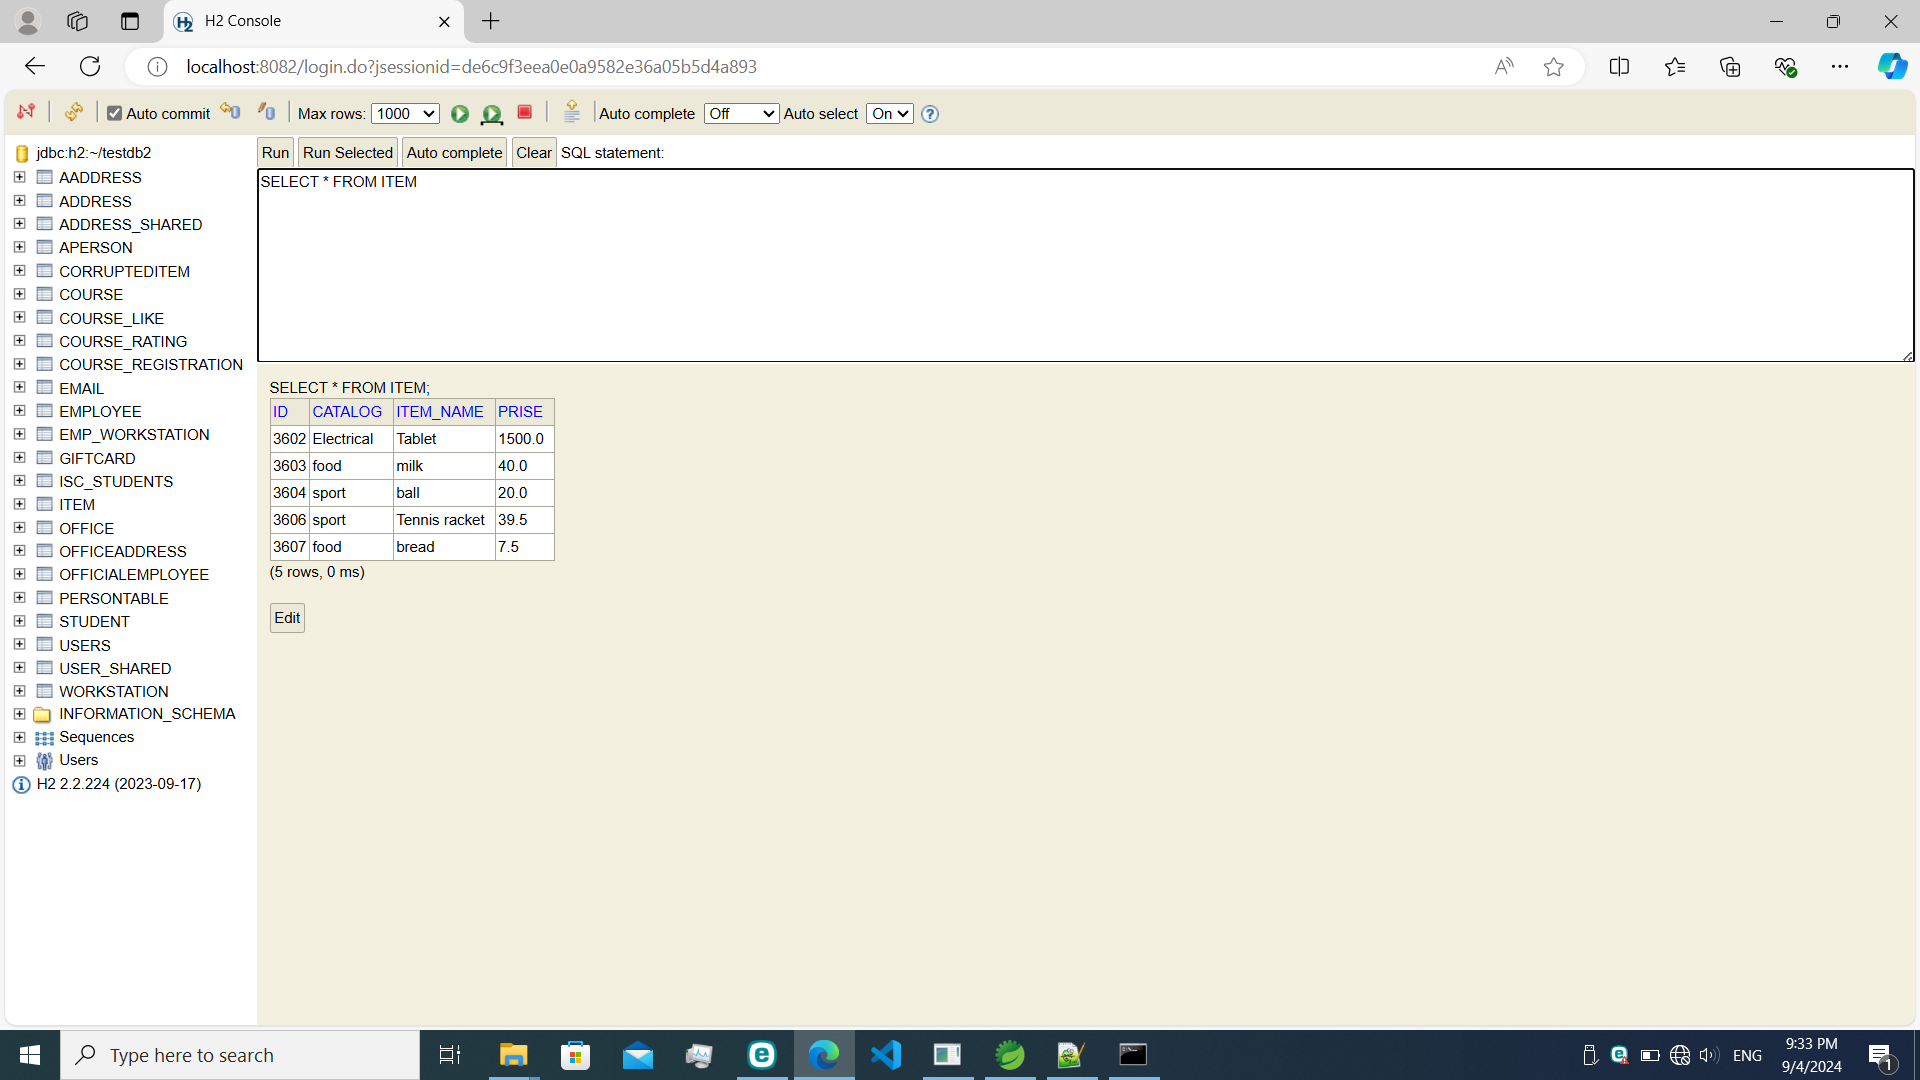 H2 Console
localhost:8082/login.do?jsessionid=de6c9f3eea0e0a9582e36a05b5d4a893
Auto commit Max rows: 1000 Auto complete Off Auto select On
jdbc:h2:~/testdb2
AADDRESS
ADDRESS
ADDRESS_SHARED
APERSON
CORRUPTEDITEM
COURSE
COURSE_LIKE
COURSE_RATING
COURSE_REGISTRATION
EMAIL
EMPLOYEE
EMP_WORKSTATION
GIFTCARD
ISC_STUDENTS
ITEM
OFFICE
OFFICEADDRESS
OFFICIALEMPLOYEE
PERSONTABLE
STUDENT
USERS
USER_SHARED
WORKSTATION
INFORMATION_SCHEMA
Sequences
Users
H2 2.2.224 (2023-09-17)
Run Run Selected Auto complete Clear SQL statement:
SELECT * FROM ITEM
SELECT * FROM ITEM;
ID CATALOG ITEM_NAME PRISE
3602 Electrical Tablet 1500.0
3603 food milk 40.0
3604 sport ball 20.0
3606 sport Tennis racket 39.5
3607 food bread 7.5
(5 rows, 0 ms)
Edit
Type here to search
ENG
9:33 PM
9/4/2024
1